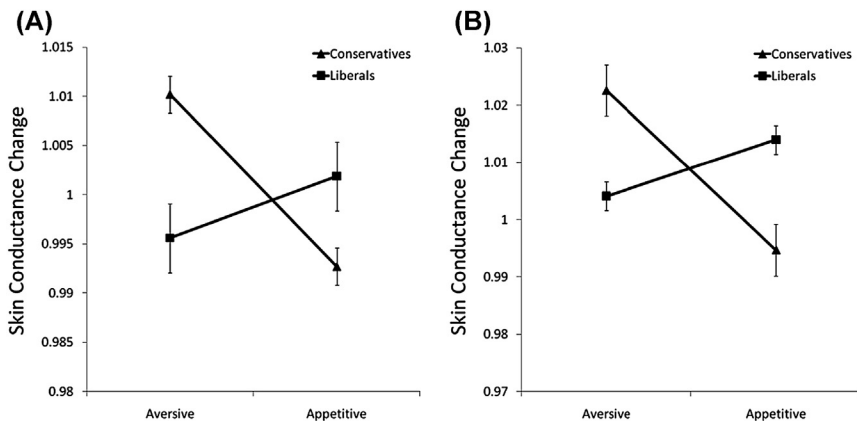 (A)
Skin Conductance Change
1.015
1.01
1.005
1
0.995
0.99
0.985
0.98
Conservatives
Liberals
Aversive
Appetitive
(B)
Skin Conductance Change
1.03
1.02
1.01
1
0.99
0.98
0.97
Conservatives
Liberals
Aversive
Appetitive